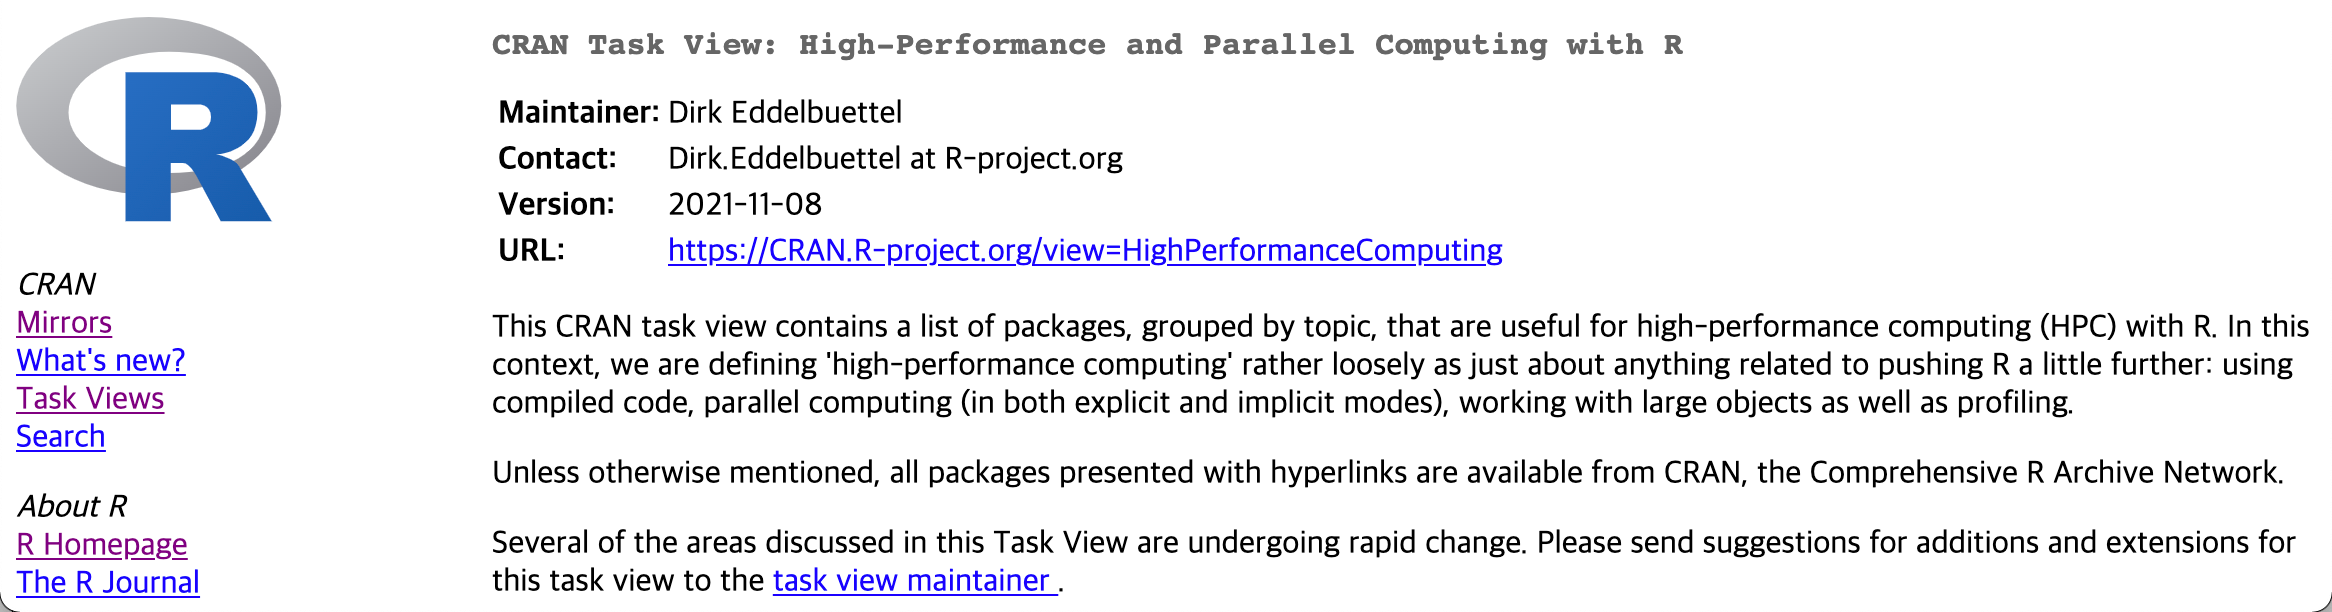 R
CRAN
Mirrors
What's new?
Task Views
Search
About R
R Homepage
The R Journal
CRAN Task View: High-Performance and Parallel Computing with R
Maintainer: Dirk Eddelbuettel
Contact: Dirk.Eddelbuettel at R-project.org
Version: 2021-11-08
URL: https://CRAN.R-project.org/view=HighPerformanceComputing
This CRAN task view contains a list of packages, grouped by topic, that are useful for high-performance computing (HPC) with R. In this
context, we are defining 'high-performance computing' rather loosely as just about anything related to pushing R a little further: using
compiled code, parallel computing (in both explicit and implicit modes), working with large objects as well as profiling.
Unless otherwise mentioned, all packages presented with hyperlinks are available from CRAN, the Comprehensive R Archive Network.
Several of the areas discussed in this Task View are undergoing rapid change. Please send suggestions for additions and extensions for
this task view to the task view maintainer .